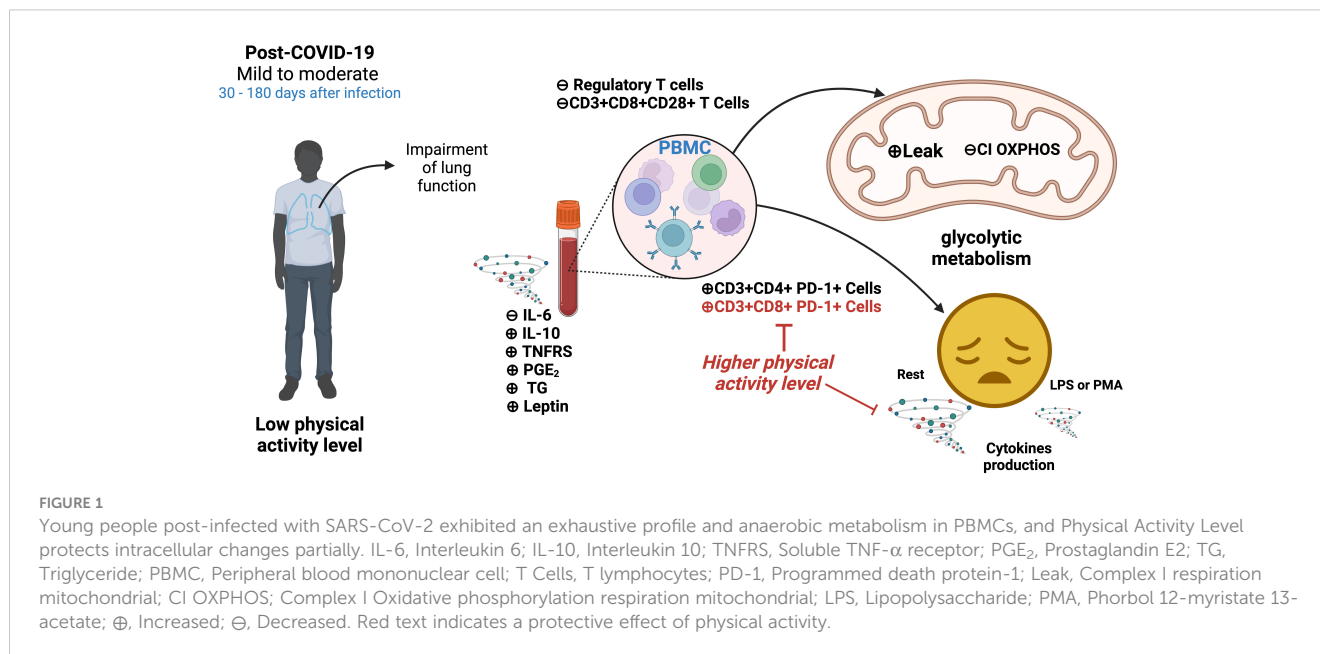 Post-COVID-19
Mild to moderate
30 - 180 days after infection
Impairment
of lung
function
Low physical
activity level
⊖ IL-6
⊕ IL-10
⊕ TNFRS
⊕ PGE₂
⊕ TG
⊕ Leptin
⊖ Regulatory T cells
⊖CD3+CD8+CD28+ T Cells
PBMC
⊕Leak
⊖CI OXPHOS
glycolytic
metabolism
⊕CD3+CD4+ PD-1+ Cells
⊕CD3+CD8+ PD-1+ Cells
Higher physical
activity level
Rest
LPS or PMA
Cytokines
production
FIGURE 1
Young people post-infected with SARS-CoV-2 exhibited an exhaustive profile and anaerobic metabolism in PBMCs, and Physical Activity Level
protects intracellular changes partially. IL-6, Interleukin 6; IL-10, Interleukin 10; TNFRS, Soluble TNF-α receptor; PGE₂, Prostaglandin E2; TG,
Triglyceride; PBMC, Peripheral blood mononuclear cell; T Cells, T lymphocytes; PD-1, Programmed death protein-1; Leak, Complex I respiration
mitochondrial; CI OXPHOS; Complex I Oxidative phosphorylation respiration mitochondrial; LPS, Lipopolysaccharide; PMA, Phorbol 12-myristate 13-
acetate; ⊕, Increased; ⊖, Decreased. Red text indicates a protective effect of physical activity.